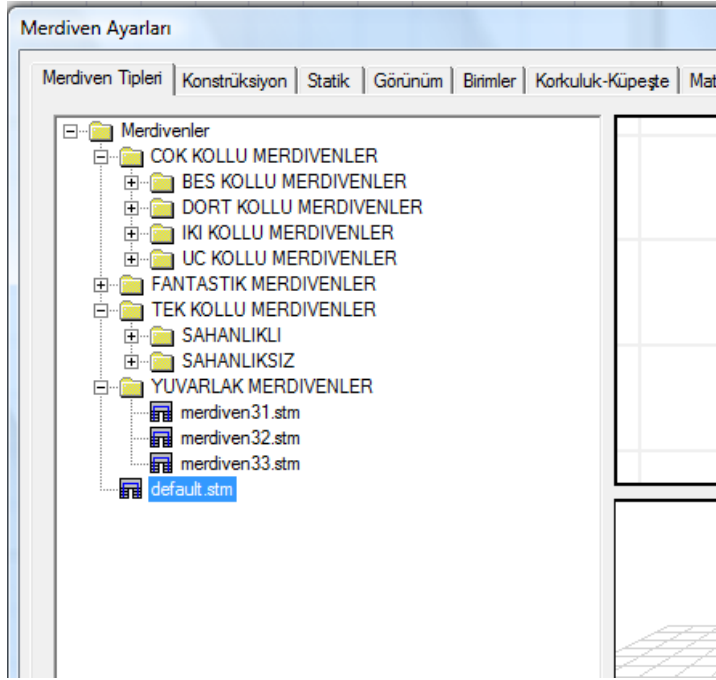 Merdiven Ayarları
Merdiven Tipleri Konstrüksiyon Statik Görünüm Birimler Korkuluk-Küpeşte Mat
Merdivenler
COK KOLLU MERDIVENLER
BES KOLLU MERDIVENLER
DORT KOLLU MERDIVENLER
IKI KOLLU MERDIVENLER
UC KOLLU MERDIVENLER
FANTASTIK MERDIVENLER
TEK KOLLU MERDIVENLER
SAHANLIKLI
SAHANLIKSIZ
YUVARLAK MERDIVENLER
merdiven31.stm
merdiven32.stm
merdiven33.stm
default.stm